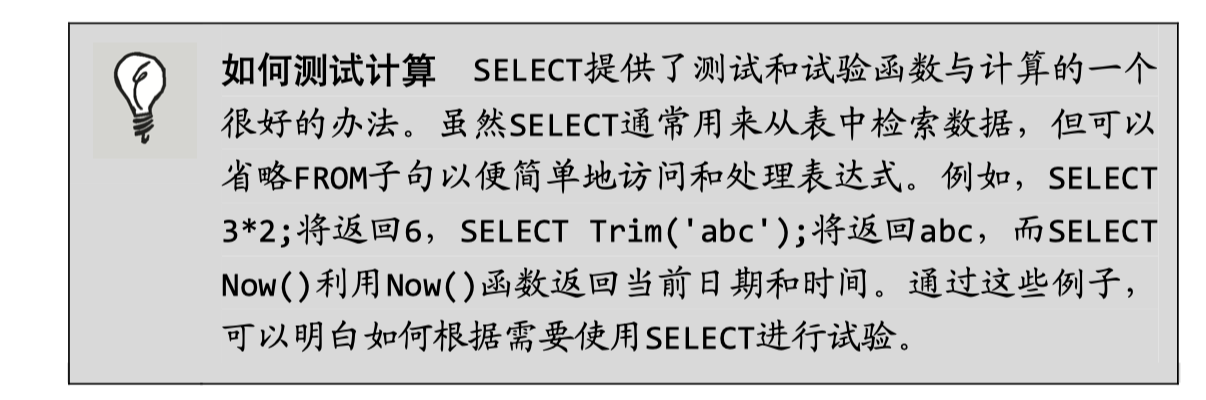 如何测试计算 SELECT提供了测试和试验函数与计算的一个
很好的办法。虽然SELECT通常用来从表中检索数据，但可以
省略FROM子句以便简单地访问和处理表达式。例如，SELECT
3*2;将返回6，SELECT Trim('abc');将返回abc，而SELECT
Now()利用Now()函数返回当前日期和时间。通过这些例子，
可以明白如何根据需要使用SELECT进行试验。